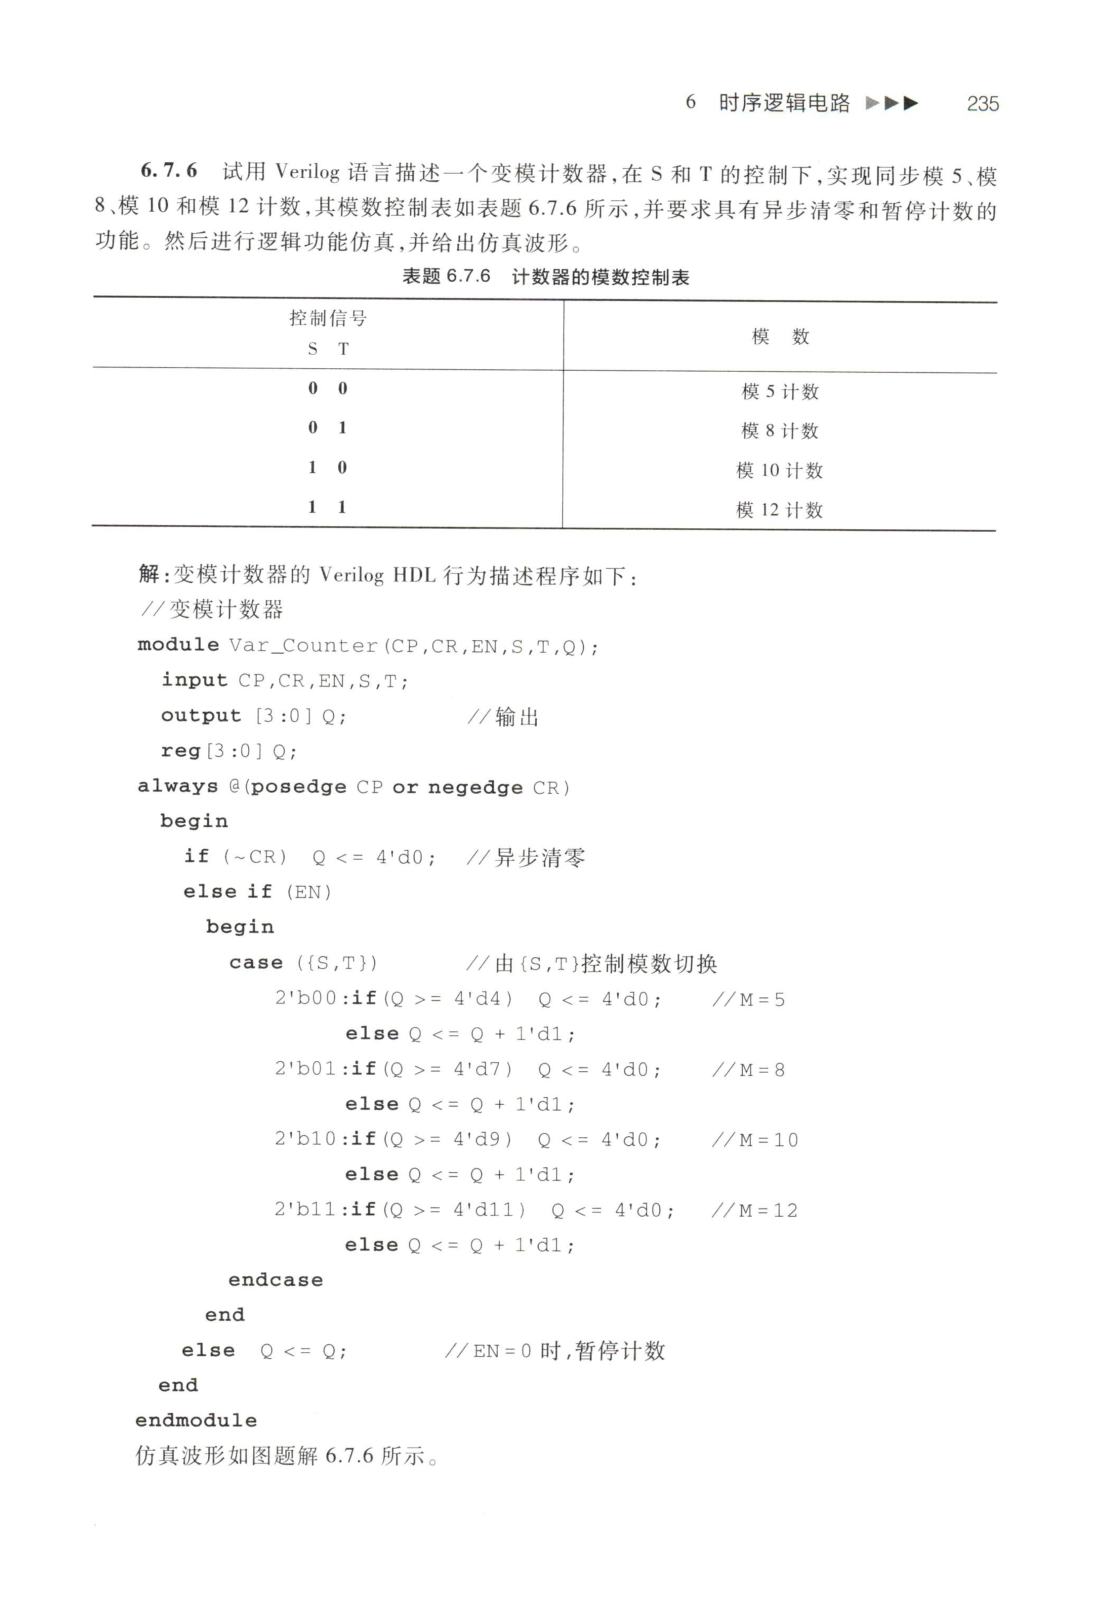 6 时序逻辑电路 ▶▶▶ 235
6.7.6 试用 Verilog 语言描述一个变模计数器,在 S 和 T 的控制下,实现同步模 5、模
8、模 10 和模 12 计数,其模数控制表如表题 6.7.6 所示,并要求具有异步清零和暂停计数的
功能。然后进行逻辑功能仿真,并给出仿真波形。
表题 6.7.6 计数器的模数控制表
控制信号
S T
模 数
0 0 模 5 计数
0 1 模 8 计数
1 0 模 10 计数
1 1 模 12 计数
解:变模计数器的 Verilog HDL 行为描述程序如下:
//变模计数器
module Var_Counter(CP,CR,EN,S,T,Q);
input CP,CR,EN,S,T;
output [3:0] Q; //输出
reg[3:0] Q;
always @(posedge CP or negedge CR)
begin
if (~CR) Q <= 4'd0; //异步清零
else if (EN)
begin
case ({S,T}) //由{S,T}控制模数切换
2'b00:if(Q >= 4'd4) Q <= 4'd0; //M=5
else Q <= Q + 1'd1;
2'b01:if(Q >= 4'd7) Q <= 4'd0; //M=8
else Q <= Q + 1'd1;
2'b10:if(Q >= 4'd9) Q <= 4'd0; //M=10
else Q <= Q + 1'd1;
2'b11:if(Q >= 4'd11) Q <= 4'd0; //M=12
else Q <= Q + 1'd1;
endcase
end
else Q <= Q; //EN=0 时,暂停计数
end
endmodule
仿真波形如图题解 6.7.6 所示。